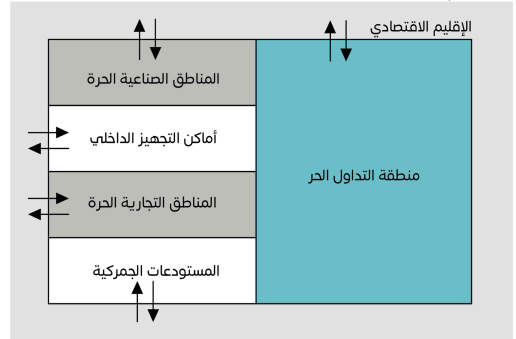 الإقليم الاقتصادي
المناطق الصناعية الحرة
أماكن التجهيز الداخلي
منطقة التداول الحر
المناطق التجارية الحرة
المستودعات الجمركية